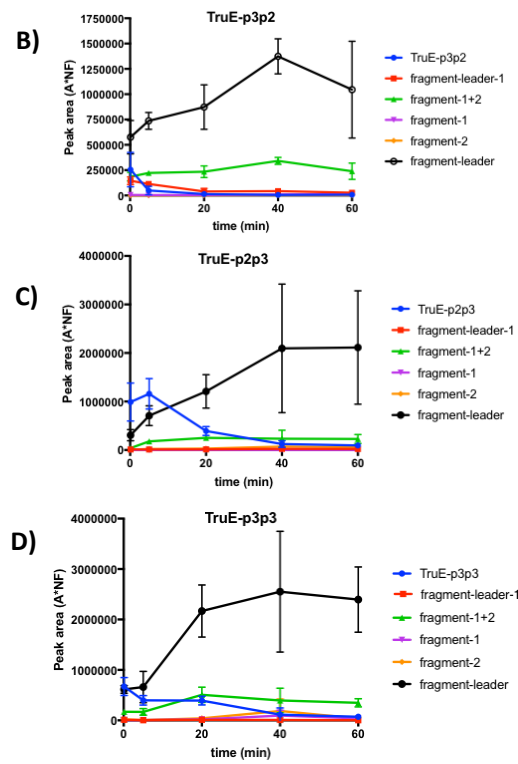 B)
TruE-p3p2
Peak area (A*NF)
1750000
1500000
1250000
1000000
750000
500000
250000
0
0
20
40
60
time (min)
TruE-p3p2
fragment-leader-1
fragment-1+2
fragment-1
fragment-2
fragment-leader
C)
TruE-p2p3
Peak area (A*NF)
4000000
3000000
2000000
1000000
0
0
20
40
60
time (min)
TruE-p2p3
fragment-leader-1
fragment-1+2
fragment-1
fragment-2
fragment-leader
D)
TruE-p3p3
Peak area (A*NF)
4000000
3000000
2000000
1000000
0
0
20
40
60
time (min)
TruE-p3p3
fragment-leader-1
fragment-1+2
fragment-1
fragment-2
fragment-leader